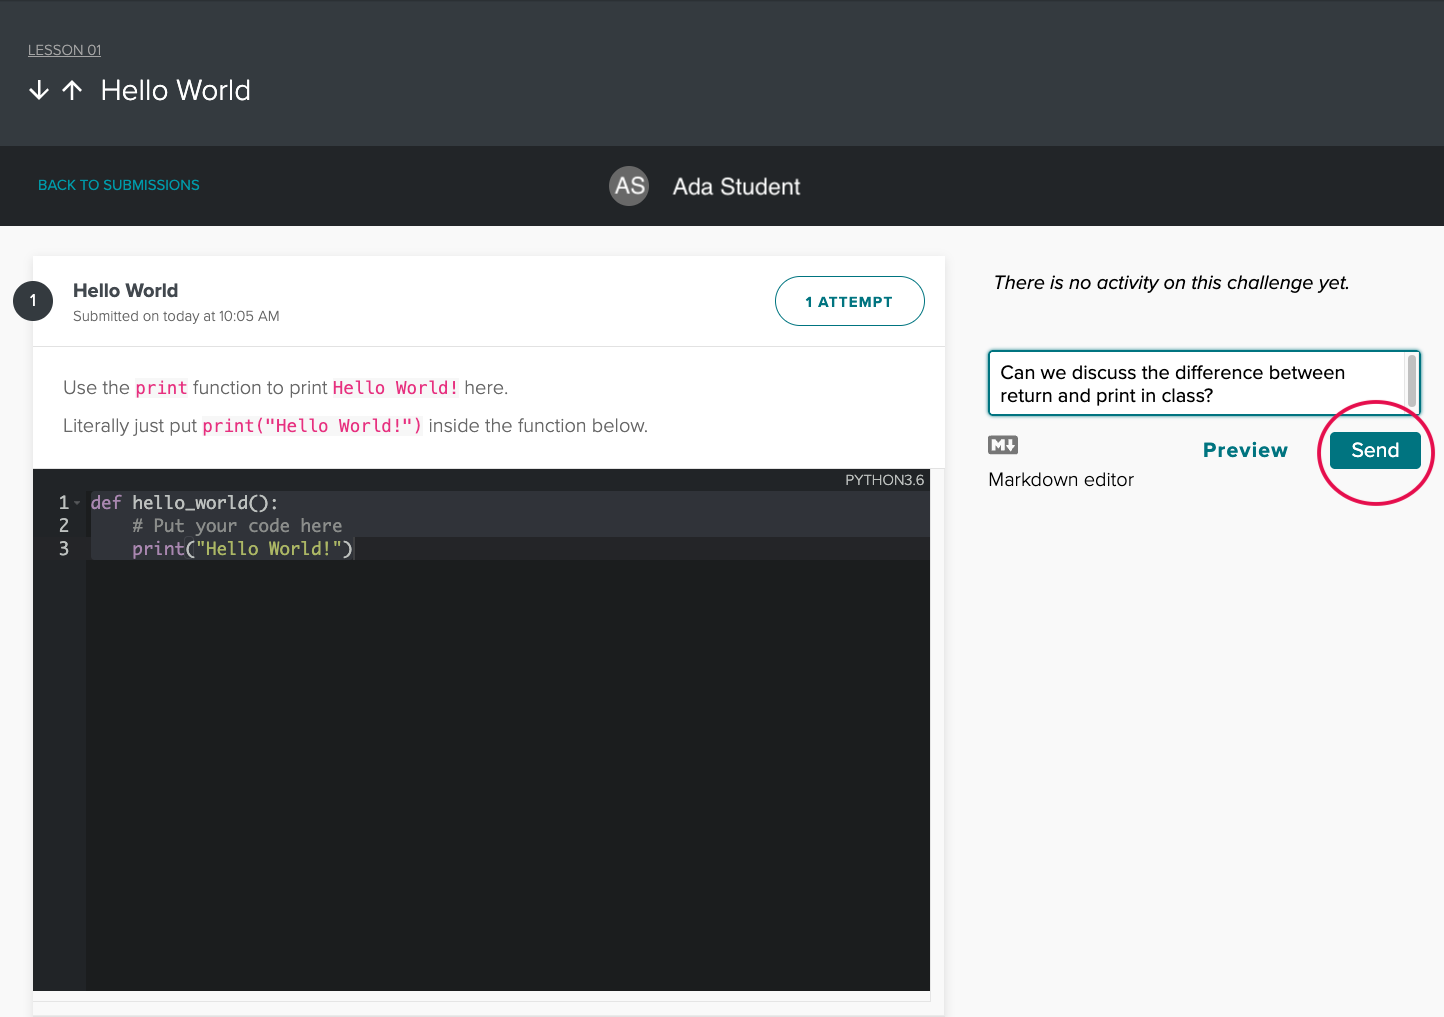 LESSON 01
Hello World
BACK TO SUBMISSIONS
AS Ada Student
1
Hello World
Submitted on today at 10:05 AM
1 ATTEMPT
Use the print function to print Hello World! here.
Literally just put print("Hello World!") inside the function below.
PYTHON3.6
1 def hello_world():
2     # Put your code here
3     print("Hello World!")
There is no activity on this challenge yet.
Can we discuss the difference between
return and print in class?
M
Markdown editor
Preview
Send